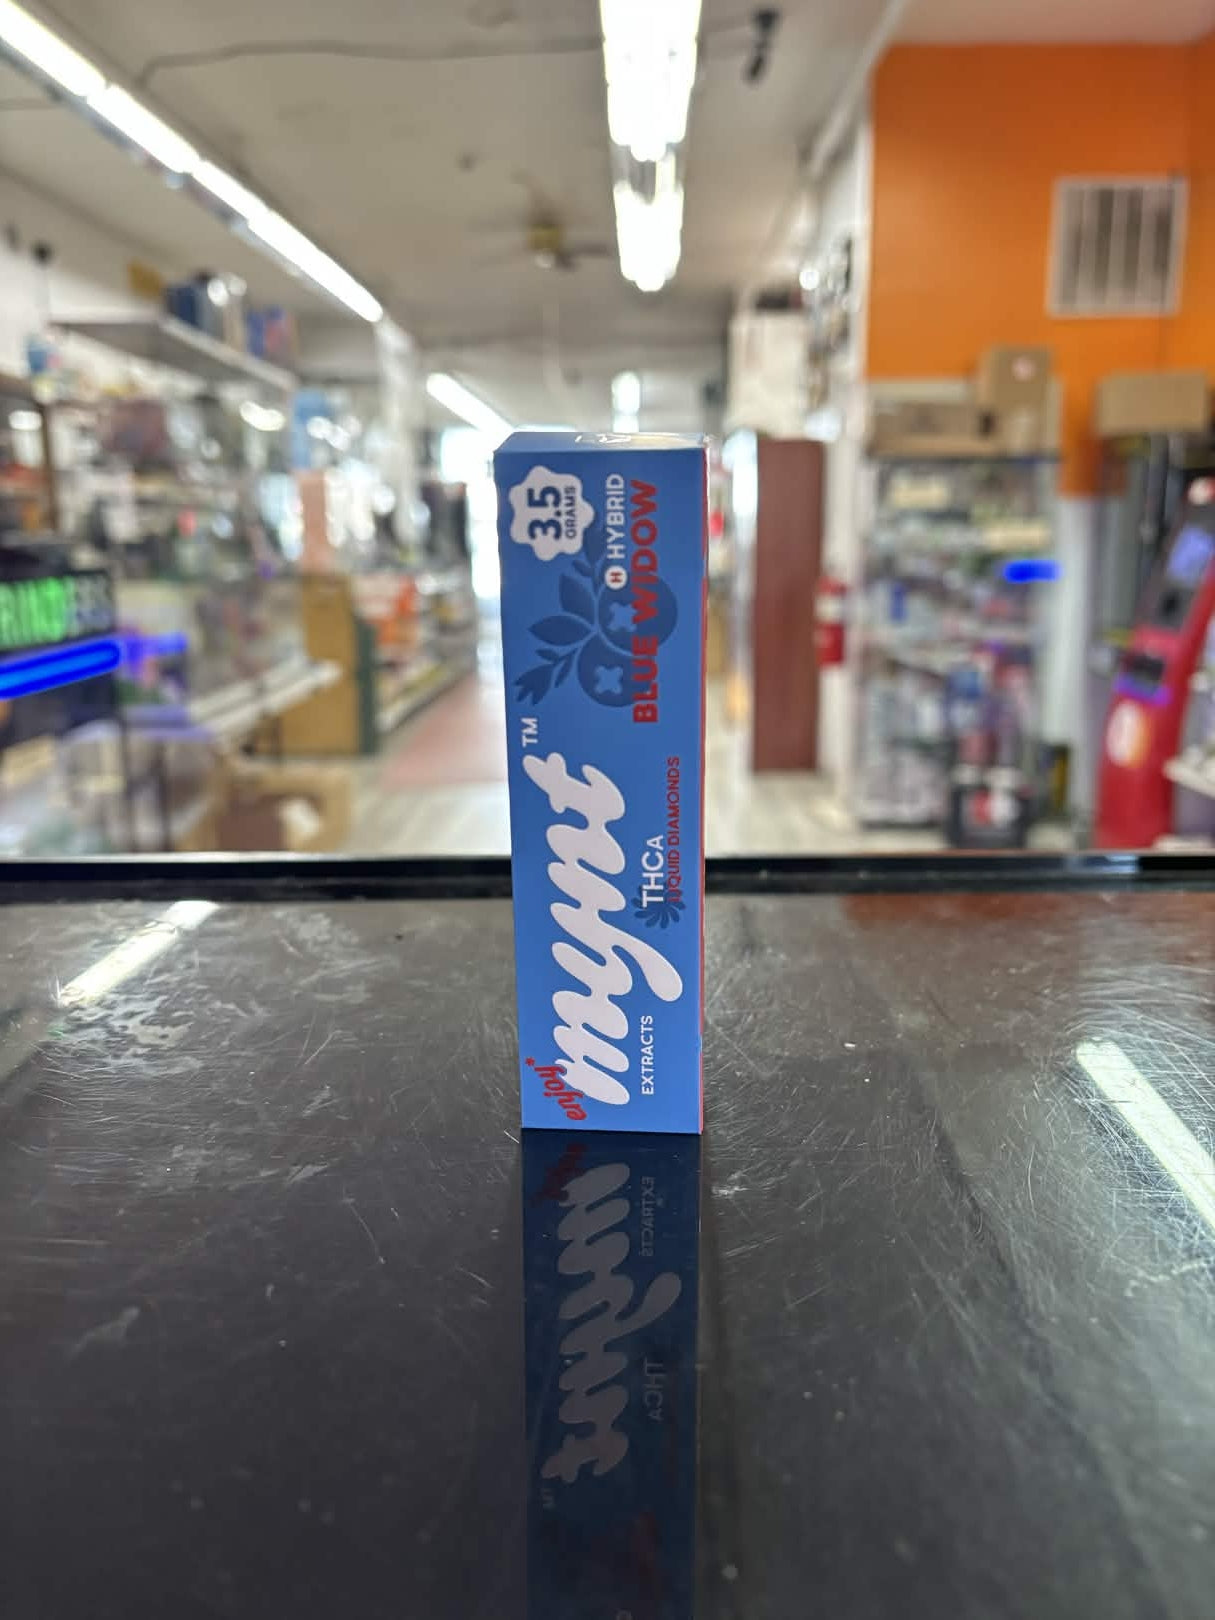 3.5
GRAMS
H HYBRID
BLUE WIDOW
enjoy*
mynt™
EXTRACTS
THCA
LIQUID DIAMONDS